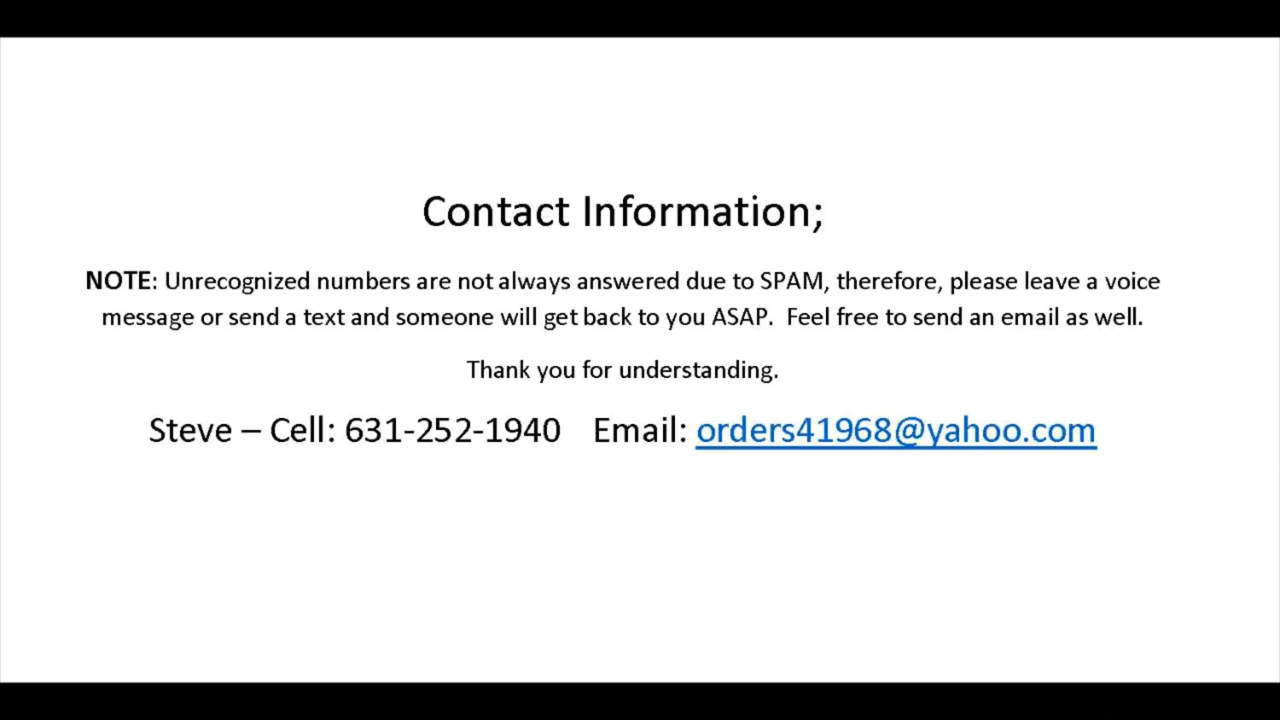 Contact Information;
NOTE: Unrecognized numbers are not always answered due to SPAM, therefore, please leave a voice
message or send a text and someone will get back to you ASAP.  Feel free to send an email as well.
Thank you for understanding.
Steve – Cell: 631-252-1940    Email: orders41968@yahoo.com